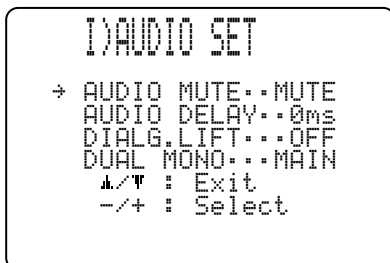 I)AUDIO SET
→ AUDIO MUTE··MUTE
AUDIO DELAY··0ms
DIALG.LIFT···OFF
DUAL MONO···MAIN
▲/▼ : Exit
-/+ : Select